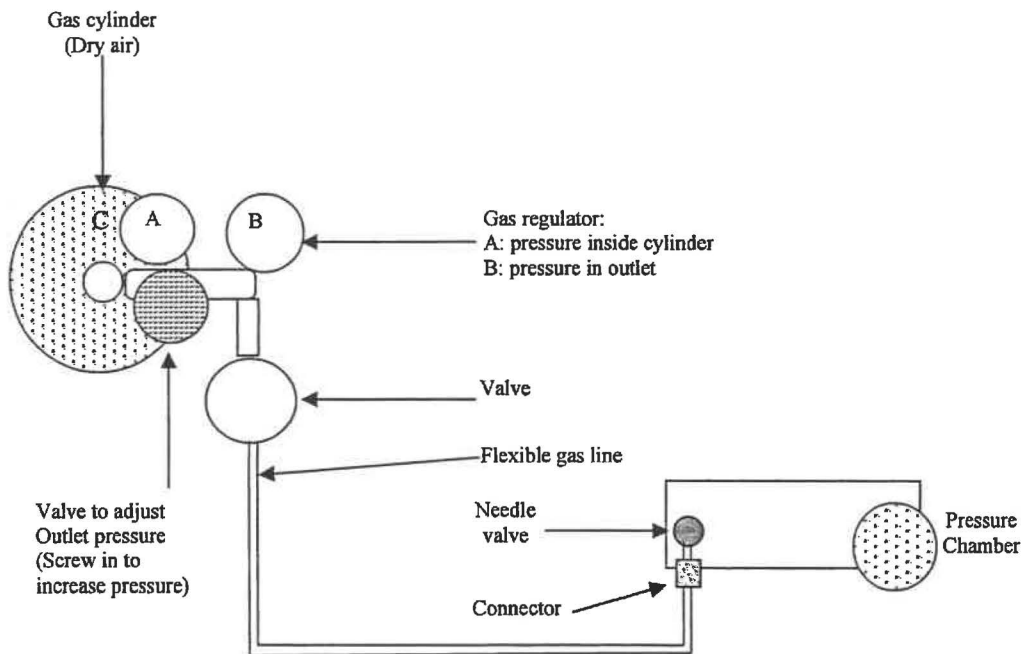 Gas cylinder
(Dry air)
C
A
B
Gas regulator:
A: pressure inside cylinder
B: pressure in outlet
Valve
Flexible gas line
Valve to adjust
Outlet pressure
(Screw in to
increase pressure)
Needle
valve
Pressure
Chamber
Connector